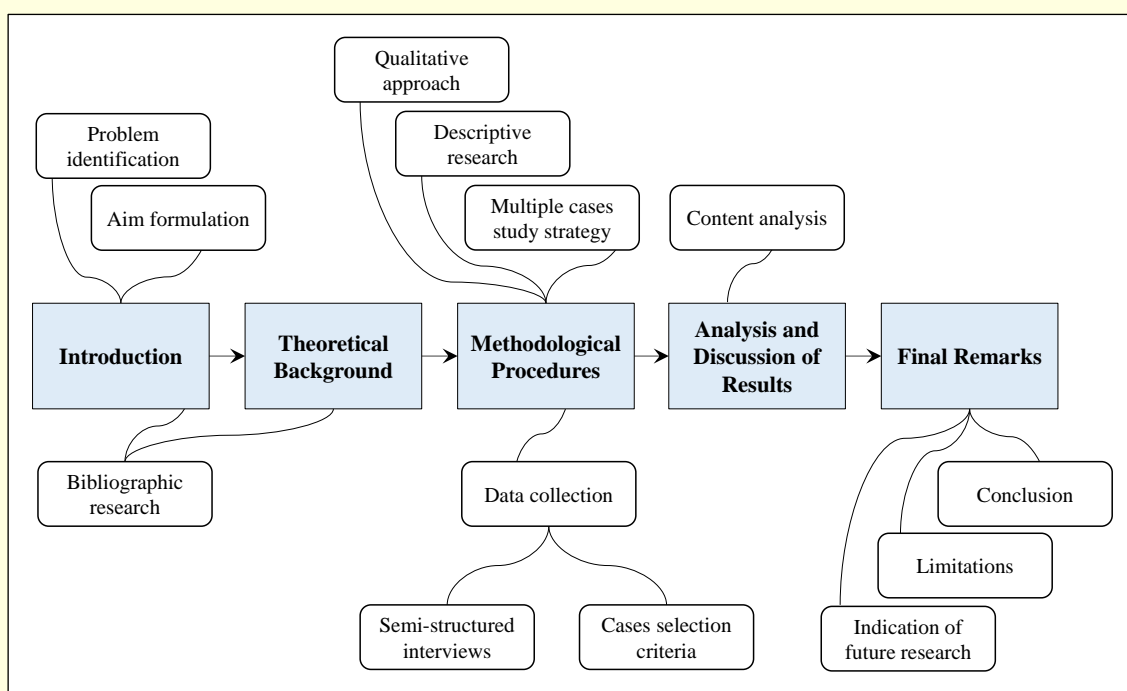 Qualitative
approach
Problem
identification
Descriptive
research
Aim formulation
Multiple cases
study strategy
Content analysis
Introduction
Theoretical
Background
Methodological
Procedures
Analysis and
Discussion of
Results
Final Remarks
Bibliographic
research
Data collection
Conclusion
Limitations
Semi-structured
interviews
Cases selection
criteria
Indication of
future research